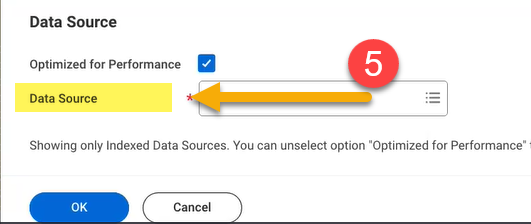 Data Source
Optimized for Performance
5
Data Source *
Showing only Indexed Data Sources. You can unselect option "Optimized for Performance"
OK Cancel